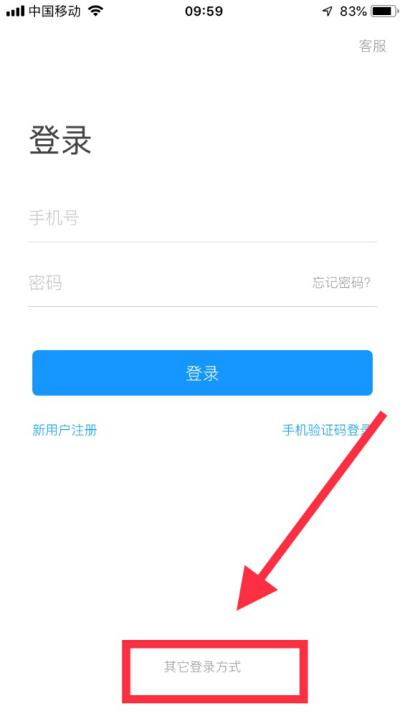 中国移动 09:59 83%
客服
登录
手机号
密码 忘记密码?
登录
新用户注册 手机验证码登录
其它登录方式